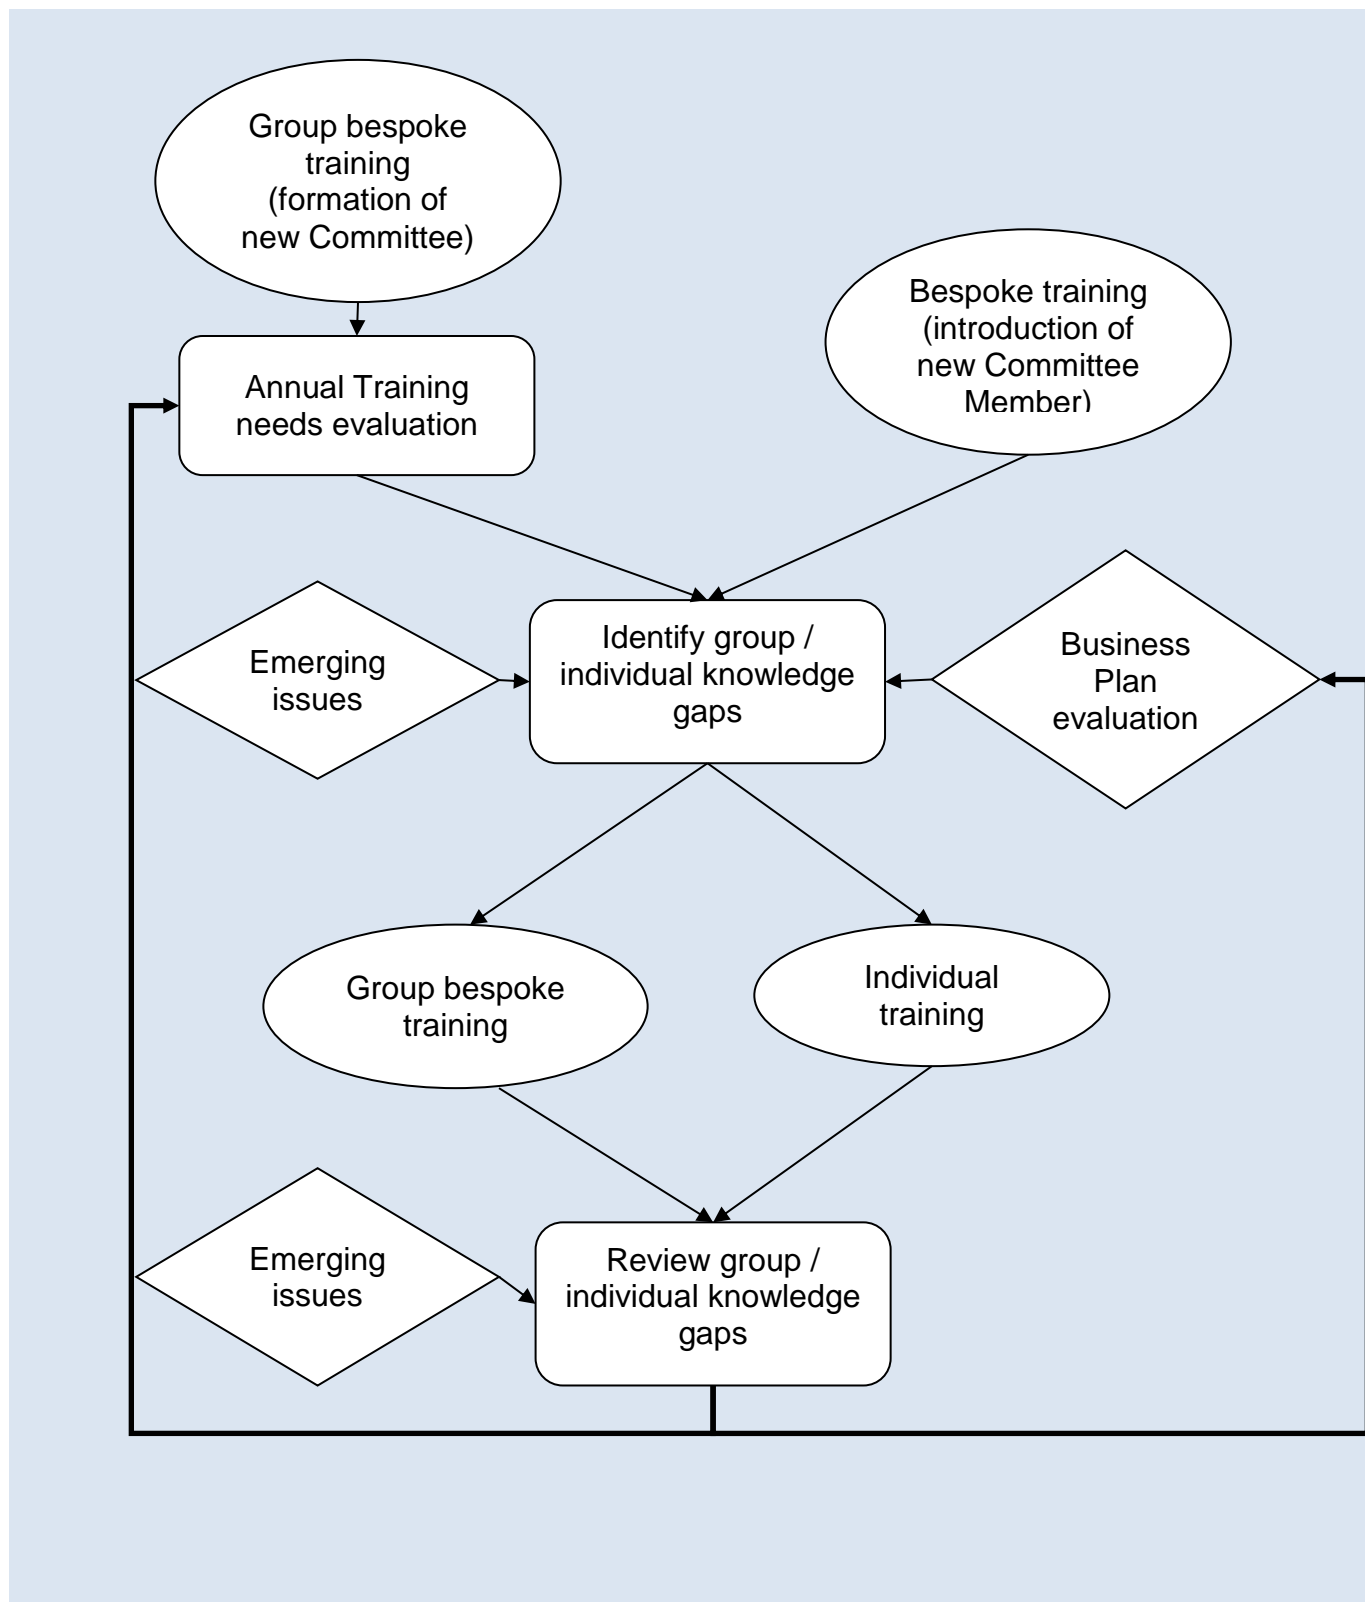 Group bespoke
training
(formation of
new Committee)
Bespoke training
(introduction of
new Committee
Member)
Annual Training
needs evaluation
Emerging
issues
Identify group /
individual knowledge
gaps
Business
Plan
evaluation
Group bespoke
training
Individual
training
Emerging
issues
Review group /
individual knowledge
gaps